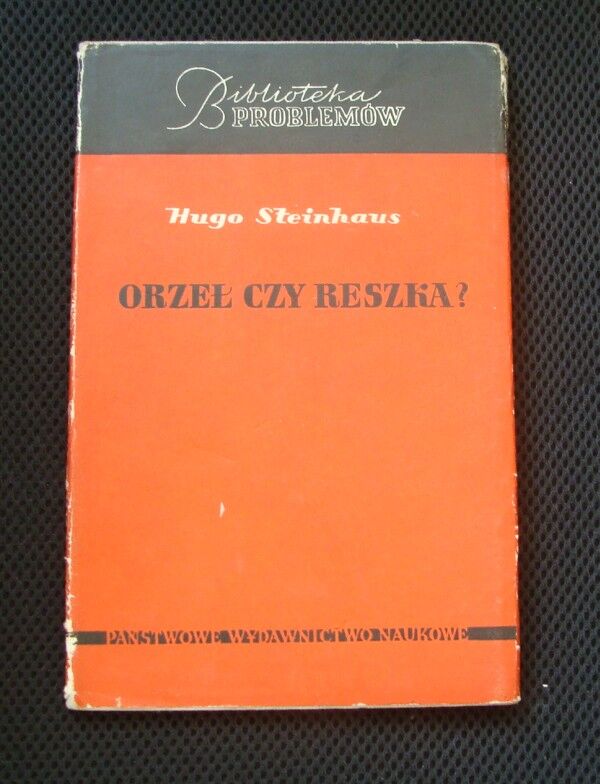 Biblioteka
PROBLEMÓW
Hugo Steinhaus
ORZEŁ CZY RESZKA?
PAŃSTWOWE WYDAWNICTWO NAUKOWE